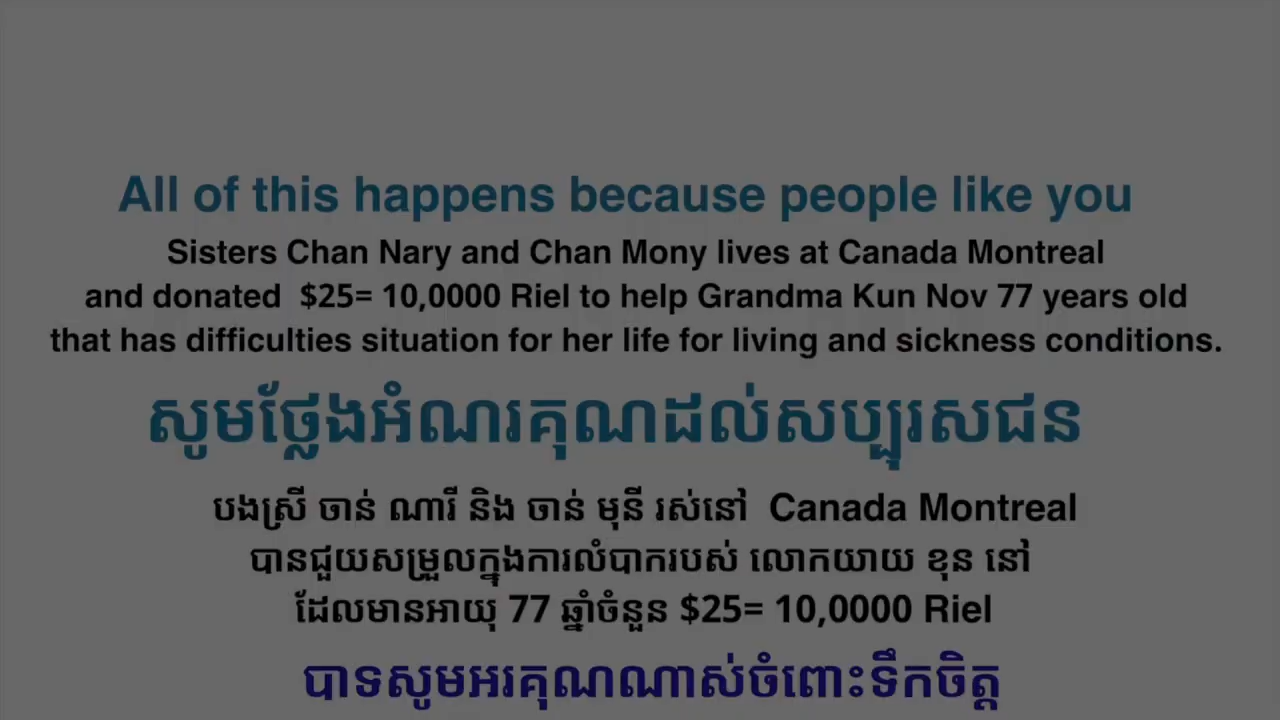 All of this happens because people like you
Sisters Chan Nary and Chan Mony lives at Canada Montreal
and donated $25= 10,0000 Riel to help Grandma Kun Nov 77 years old
that has difficulties situation for her life for living and sickness conditions.
សូមថ្លែងអំណរគុណដល់សប្បុរសជន
បងស្រី ចាន់ ណារី និង ចាន់ មុនី រស់នៅ Canada Montreal
បានជួយសម្រួលក្នុងការលំបាករបស់ លោកយាយ ខុន នៅ
ដែលមានអាយុ 77 ឆ្នាំចំនួន $25= 10,0000 Riel
បាទសូមអរគុណណាស់ចំពោះទឹកចិត្ត